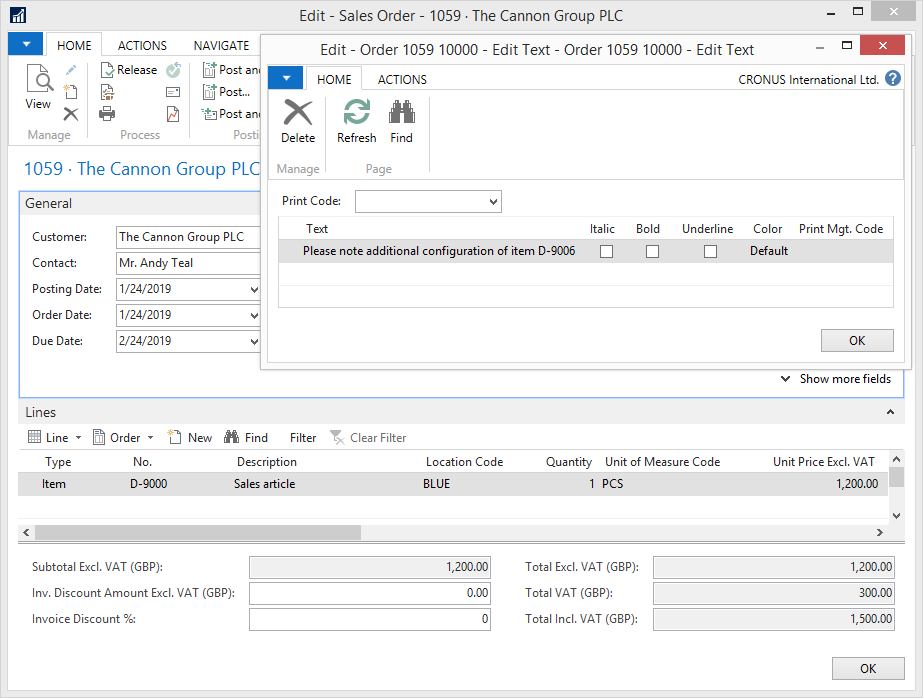 Edit - Sales Order - 1059 · The Cannon Group PLC
HOME ACTIONS NAVIGATE
View
Release
Post and
Post...
Post and
Manage Process Posti
1059 · The Cannon Group PLC
General
Customer: The Cannon Group PLC
Contact: Mr. Andy Teal
Posting Date: 1/24/2019
Order Date: 1/24/2019
Due Date: 2/24/2019
Edit - Order 1059 10000 - Edit Text - Order 1059 10000 - Edit Text
HOME ACTIONS CRONUS International Ltd. ?
Delete Refresh Find
Manage Page
Print Code:
Text Italic Bold Underline Color Print Mgt. Code
Please note additional configuration of item D-9006 Default
OK
Show more fields
Lines
Line Order New Find Filter Clear Filter
Type No. Description Location Code Quantity Unit of Measure Code Unit Price Excl. VAT
Item D-9000 Sales article BLUE 1 PCS 1,200.00
Subtotal Excl. VAT (GBP): 1,200.00 Total Excl. VAT (GBP): 1,200.00
Inv. Discount Amount Excl. VAT (GBP): 0.00 Total VAT (GBP): 300.00
Invoice Discount %: 0 Total Incl. VAT (GBP): 1,500.00
OK